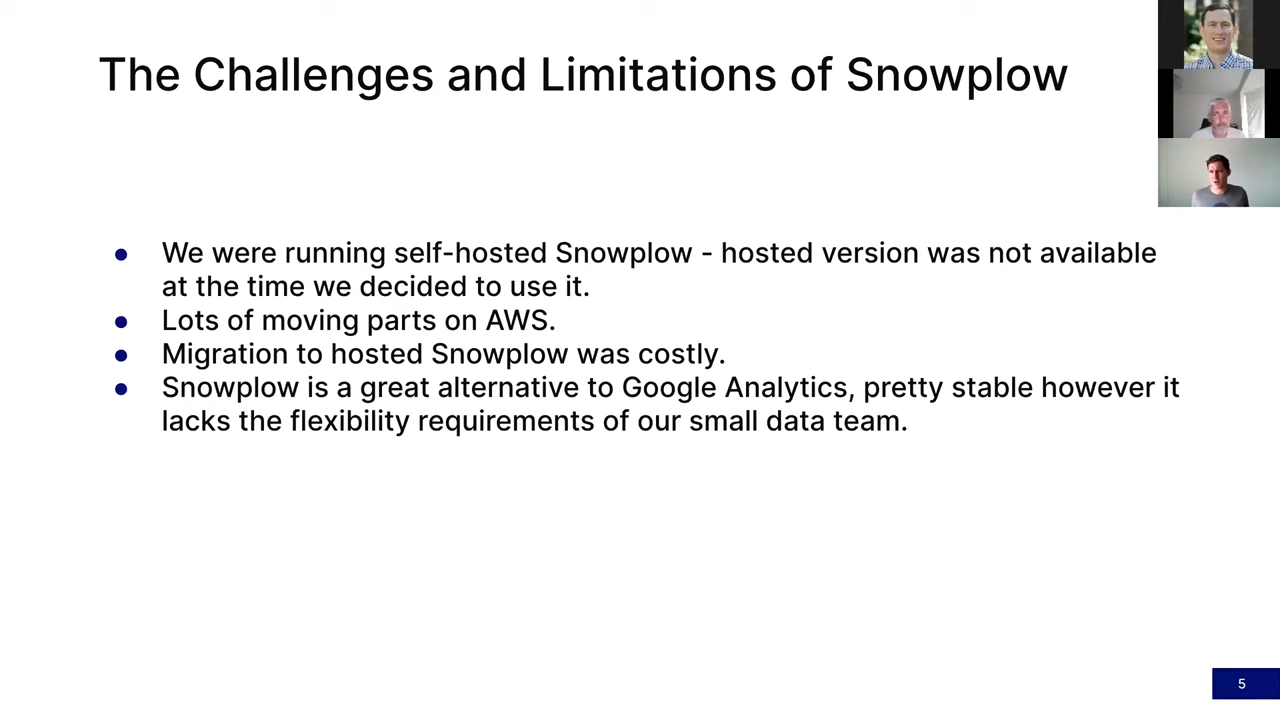 The Challenges and Limitations of Snowplow
● We were running self-hosted Snowplow - hosted version was not available
at the time we decided to use it.
● Lots of moving parts on AWS.
● Migration to hosted Snowplow was costly.
● Snowplow is a great alternative to Google Analytics, pretty stable however it
lacks the flexibility requirements of our small data team.
5